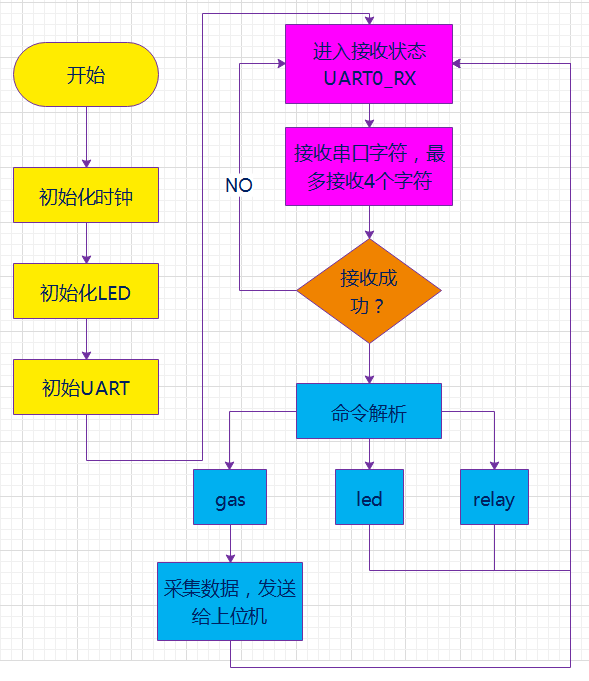 开始
初始化时钟
初始化LED
初始UART
进入接收状态
UART0_RX
接收串口字符，最
多接收4个字符
NO
接收成
功？
命令解析
gas
led
relay
采集数据，发送
给上位机